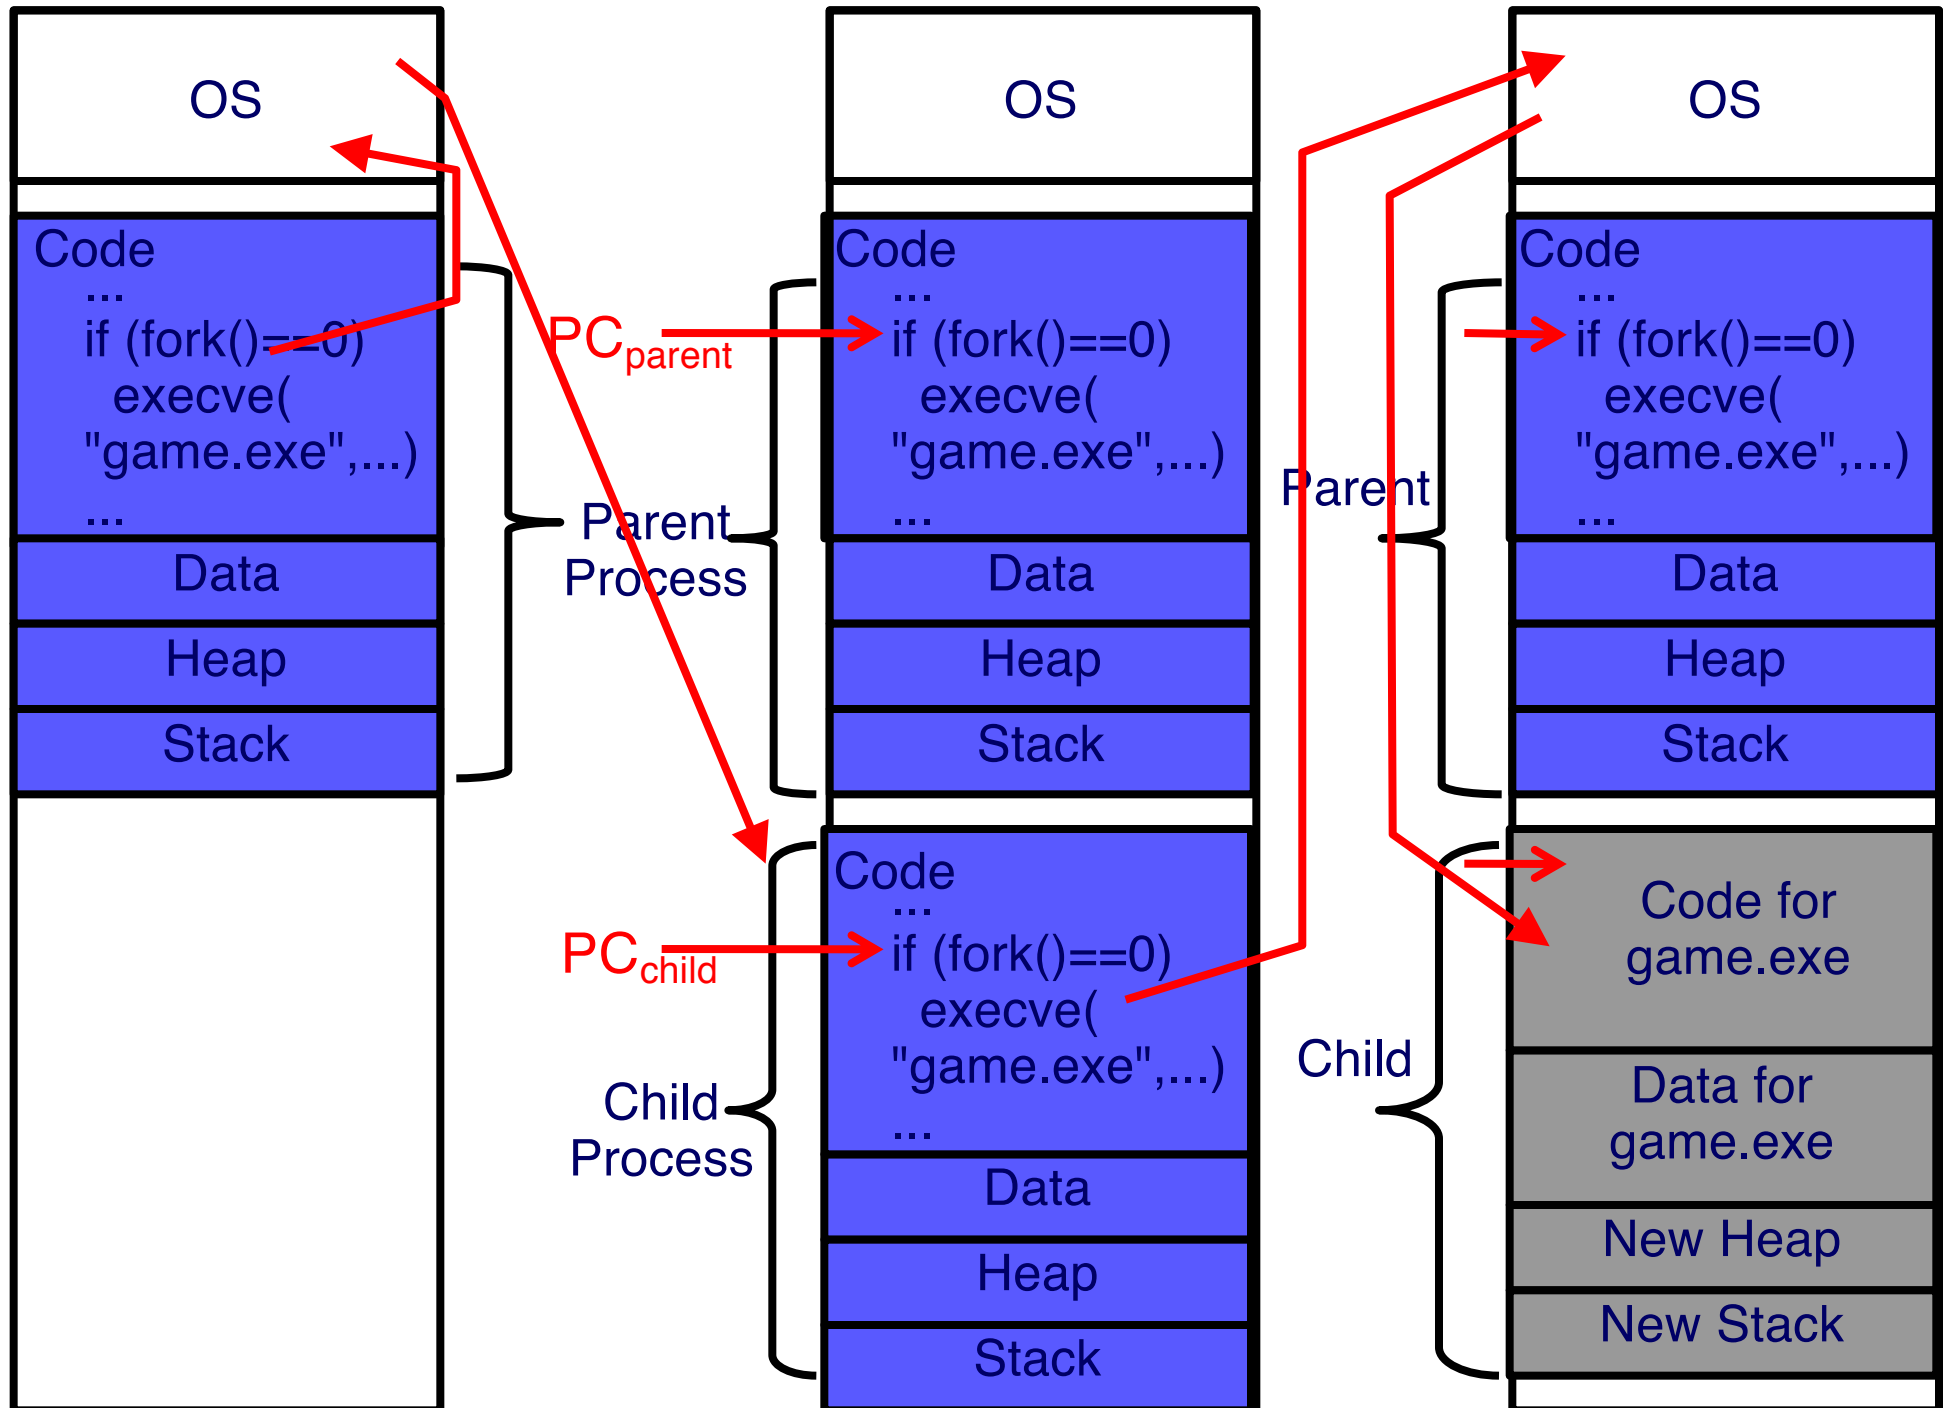 OS
Code
...
if (fork()==0)
execve(
"game.exe",...)
...
Data
Heap
Stack
Parent
Process
OS
PCparent
Code
...
if (fork()==0)
execve(
"game.exe",...)
...
Data
Heap
Stack
PCchild
Child
Process
Code
...
if (fork()==0)
execve(
"game.exe",...)
...
Data
Heap
Stack
OS
Parent
Code
...
if (fork()==0)
execve(
"game.exe",...)
...
Data
Heap
Stack
Child
Code for
game.exe
Data for
game.exe
New Heap
New Stack